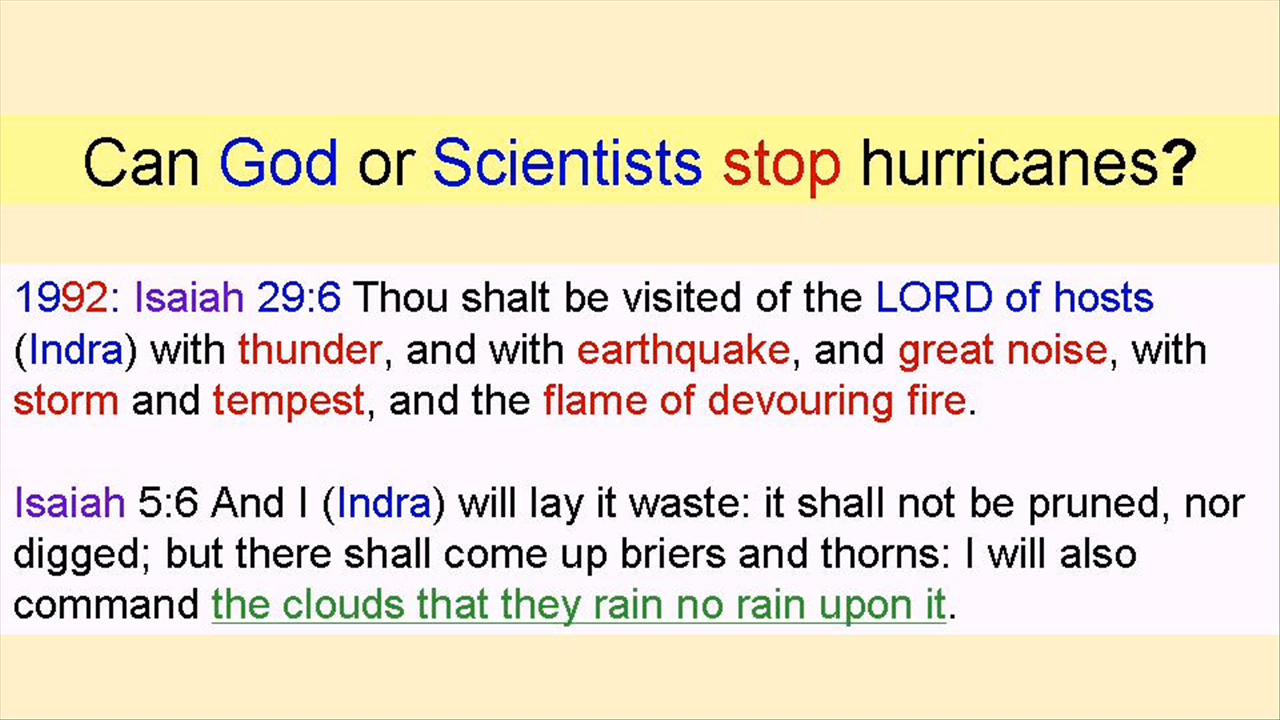 Can God or Scientists stop hurricanes?
1992: Isaiah 29:6 Thou shalt be visited of the LORD of hosts
(Indra) with thunder, and with earthquake, and great noise, with
storm and tempest, and the flame of devouring fire.
Isaiah 5:6 And I (Indra) will lay it waste: it shall not be pruned, nor
digged; but there shall come up briers and thorns: I will also
command the clouds that they rain no rain upon it.